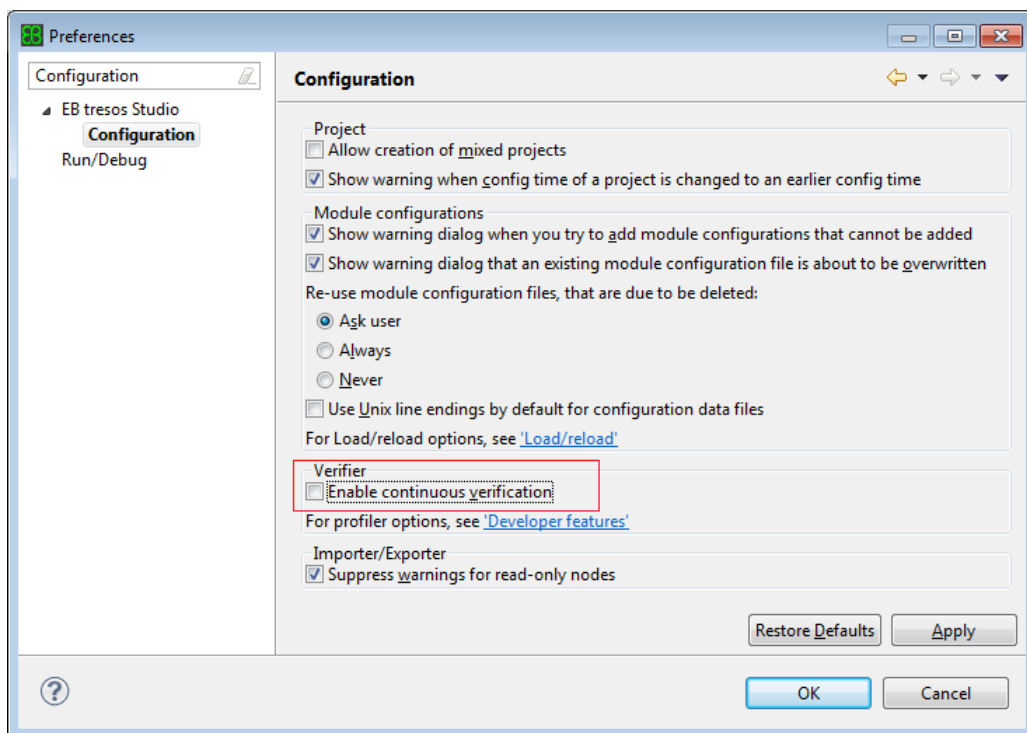 Preferences
Configuration
EB tresos Studio
Configuration
Run/Debug
Configuration
Project
Allow creation of mixed projects
Show warning when config time of a project is changed to an earlier config time
Module configurations
Show warning dialog when you try to add module configurations that cannot be added
Show warning dialog that an existing module configuration file is about to be overwritten
Re-use module configuration files, that are due to be deleted:
Ask user
Always
Never
Use Unix line endings by default for configuration data files
For Load/reload options, see 'Load/reload'
Verifier
Enable continuous verification
For profiler options, see 'Developer features'
Importer/Exporter
Suppress warnings for read-only nodes
Restore Defaults
Apply
?
OK
Cancel